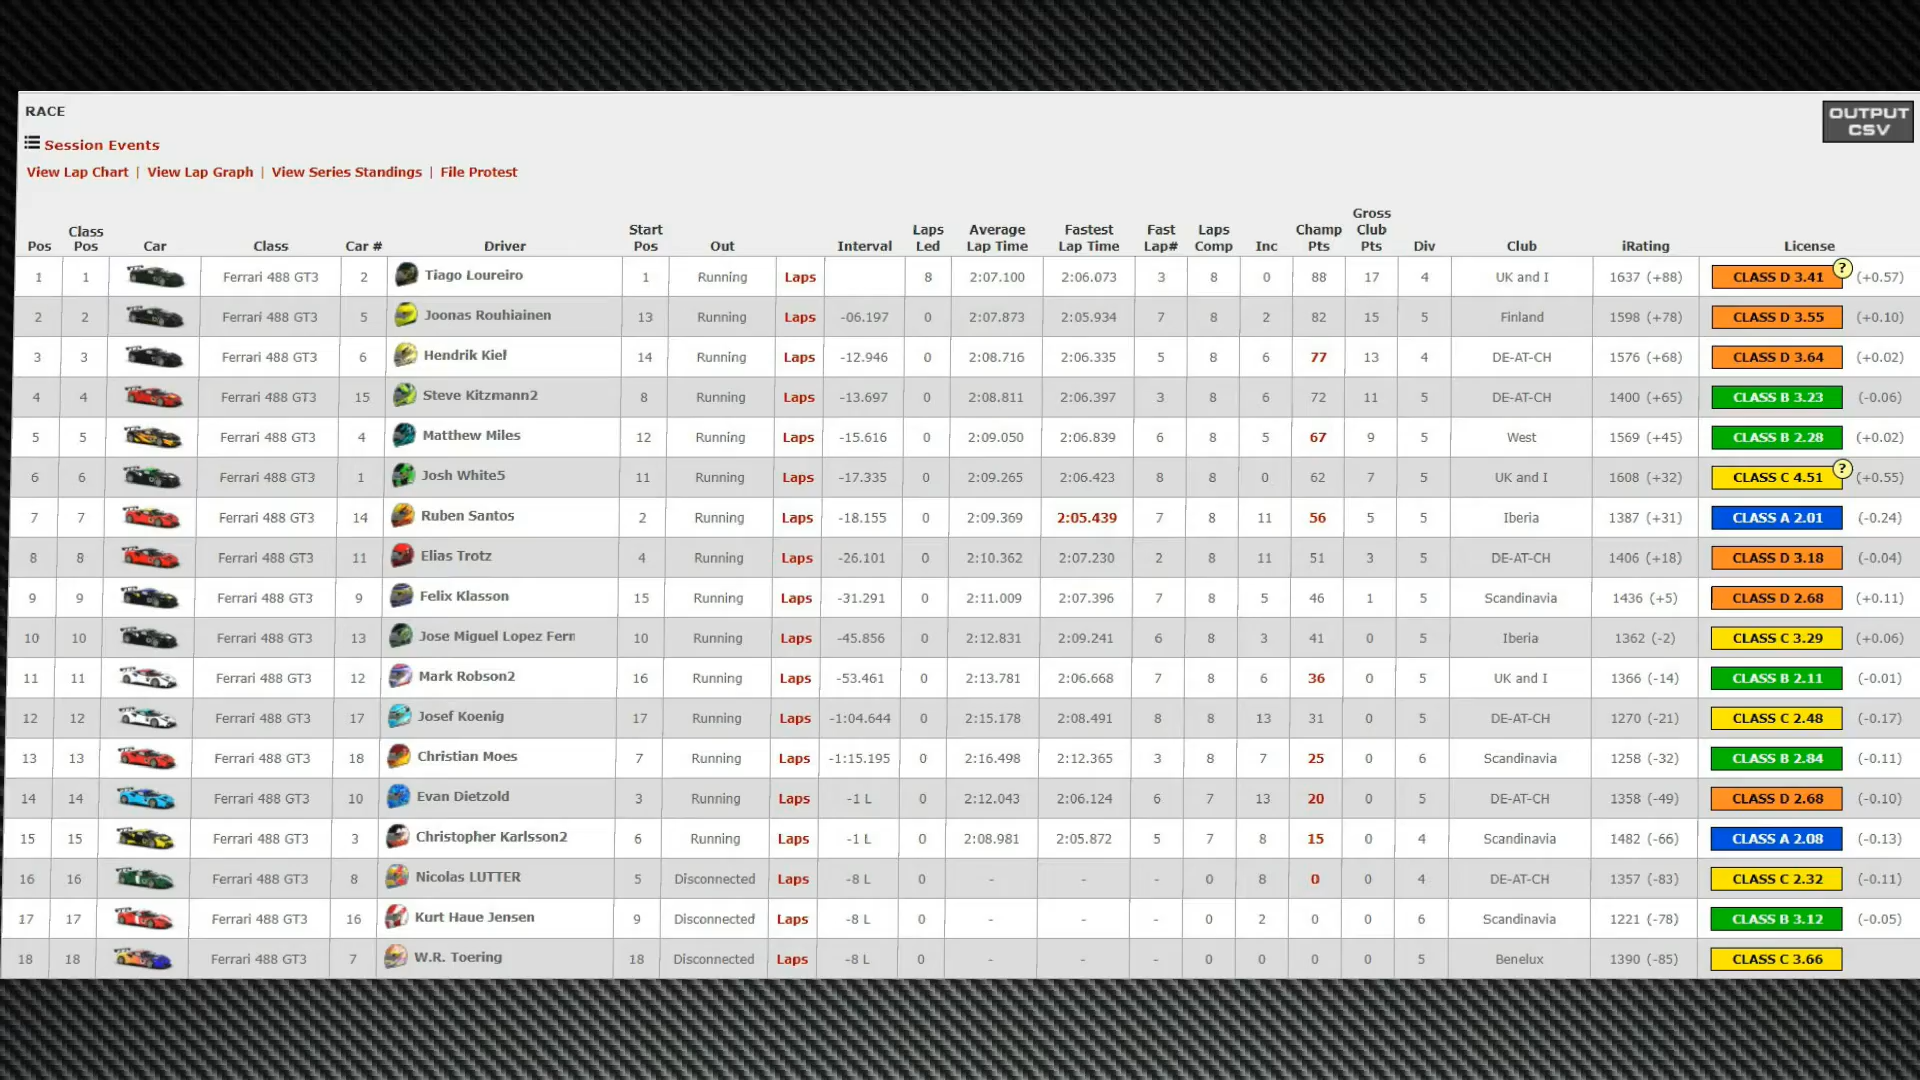 RACE
OUTPUT CSV
Session Events
View Lap Chart | View Lap Graph | View Series Standings | File Protest
Pos Class Pos Car Class Car # Driver Start Pos Out Interval Laps Led Average Lap Time Fastest Lap Time Fast Lap# Laps Comp Inc Champ Pts Gross Club Pts Div Club iRating License
1 1 Ferrari 488 GT3 2 Tiago Loureiro 1 Running Laps 8 2:07.100 2:06.073 3 8 0 88 17 4 UK and I 1637 (+88) CLASS D 3.41 ? (+0.57)
2 2 Ferrari 488 GT3 5 Joonas Rouhiainen 13 Running Laps -06.197 0 2:07.873 2:05.934 7 8 2 82 15 5 Finland 1598 (+78) CLASS D 3.55 (+0.10)
3 3 Ferrari 488 GT3 6 Hendrik Kief 14 Running Laps -12.946 0 2:08.716 2:06.335 5 8 6 77 13 4 DE-AT-CH 1576 (+68) CLASS D 3.64 (+0.02)
4 4 Ferrari 488 GT3 15 Steve Kitzmann2 8 Running Laps -13.697 0 2:08.811 2:06.397 3 8 6 72 11 5 DE-AT-CH 1400 (+65) CLASS B 3.23 (-0.06)
5 5 Ferrari 488 GT3 4 Matthew Miles 12 Running Laps -15.616 0 2:09.050 2:06.839 6 8 5 67 9 5 West 1569 (+45) CLASS B 2.28 (+0.02)
6 6 Ferrari 488 GT3 1 Josh White5 11 Running Laps -17.335 0 2:09.265 2:06.423 8 8 0 62 7 5 UK and I 1608 (+32) CLASS C 4.51 ? (+0.55)
7 7 Ferrari 488 GT3 14 Ruben Santos 2 Running Laps -18.155 0 2:09.369 2:05.439 7 8 11 56 5 5 Iberia 1387 (+31) CLASS A 2.01 (-0.24)
8 8 Ferrari 488 GT3 11 Elias Trotz 4 Running Laps -26.101 0 2:10.362 2:07.230 2 8 11 51 3 5 DE-AT-CH 1406 (+18) CLASS D 3.18 (-0.04)
9 9 Ferrari 488 GT3 9 Felix Klasson 15 Running Laps -31.291 0 2:11.009 2:07.396 7 8 5 46 1 5 Scandinavia 1436 (+5) CLASS D 2.68 (+0.11)
10 10 Ferrari 488 GT3 13 Jose Miguel Lopez Fern 10 Running Laps -45.856 0 2:12.831 2:09.241 6 8 3 41 0 5 Iberia 1362 (-2) CLASS C 3.29 (+0.06)
11 11 Ferrari 488 GT3 12 Mark Robson2 16 Running Laps -53.461 0 2:13.781 2:06.668 7 8 6 36 0 5 UK and I 1366 (-14) CLASS B 2.11 (-0.01)
12 12 Ferrari 488 GT3 17 Josef Koenig 17 Running Laps -1:04.644 0 2:15.178 2:08.491 8 8 13 31 0 5 DE-AT-CH 1270 (-21) CLASS C 2.48 (-0.17)
13 13 Ferrari 488 GT3 18 Christian Moes 7 Running Laps -1:15.195 0 2:16.498 2:12.365 3 8 7 25 0 6 Scandinavia 1258 (-32) CLASS B 2.84 (-0.11)
14 14 Ferrari 488 GT3 10 Evan Dietzold 3 Running Laps -1 L 0 2:12.043 2:06.124 6 7 13 20 0 5 DE-AT-CH 1358 (-49) CLASS D 2.68 (-0.10)
15 15 Ferrari 488 GT3 3 Christopher Karlsson2 6 Running Laps -1 L 0 2:08.981 2:05.872 5 7 8 15 0 4 Scandinavia 1482 (-66) CLASS A 2.08 (-0.13)
16 16 Ferrari 488 GT3 8 Nicolas LUTTER 5 Disconnected Laps -8 L 0 - - - 0 8 0 0 4 DE-AT-CH 1357 (-83) CLASS C 2.32 (-0.11)
17 17 Ferrari 488 GT3 16 Kurt Haue Jensen 9 Disconnected Laps -8 L 0 - - - 0 2 0 0 6 Scandinavia 1221 (-78) CLASS B 3.12 (-0.05)
18 18 Ferrari 488 GT3 7 W.R. Toering 18 Disconnected Laps -8 L 0 - - - 0 0 0 0 5 Benelux 1390 (-85) CLASS C 3.66